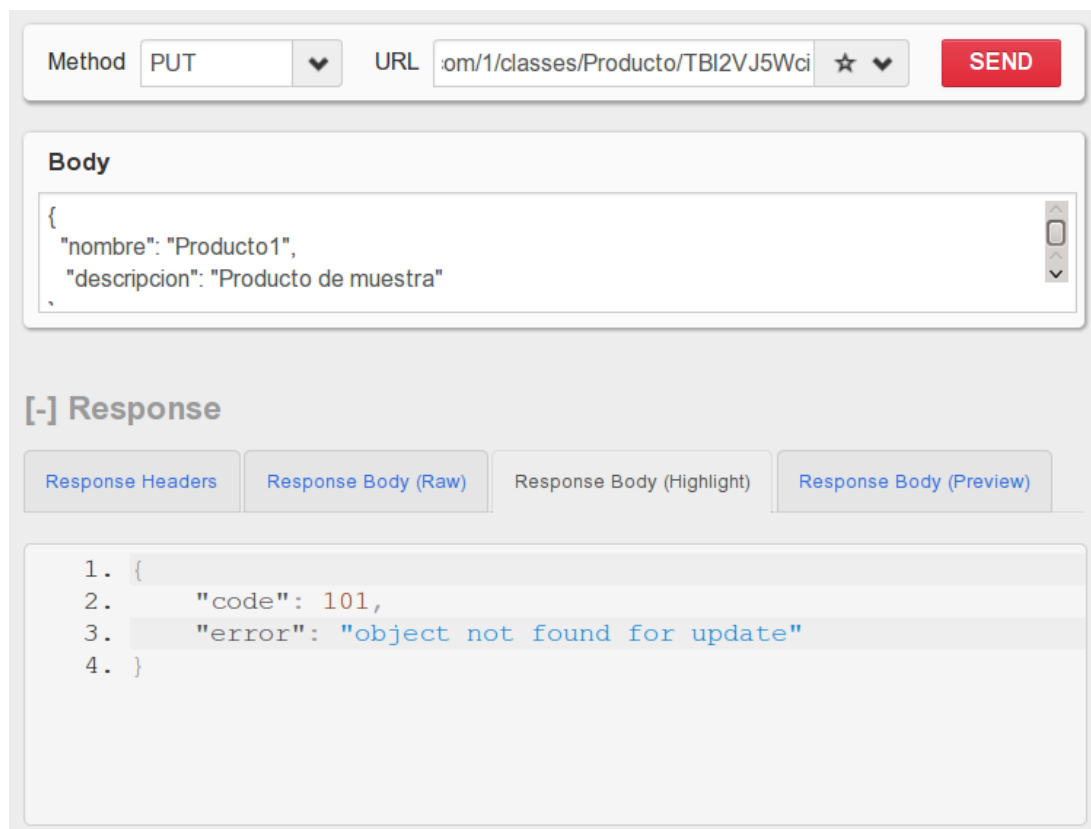 Method PUT URL :om/1/classes/Producto/TBI2VJ5Wci SEND
Body
{
"nombre": "Producto1",
"descripcion": "Producto de muestra"
[-] Response
Response Headers Response Body (Raw) Response Body (Highlight) Response Body (Preview)
1. {
2. "code": 101,
3. "error": "object not found for update"
4. }